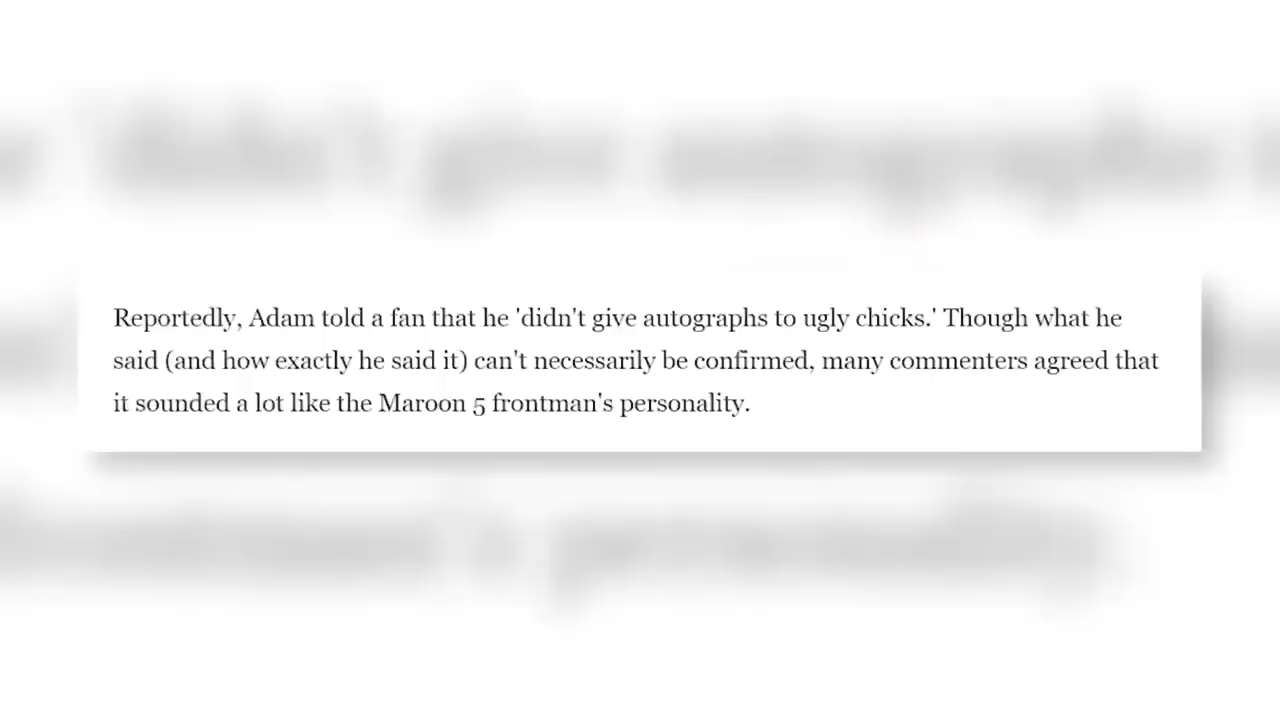 Reportedly, Adam told a fan that he 'didn't give autographs to ugly chicks.' Though what he
said (and how exactly he said it) can't necessarily be confirmed, many commenters agreed that
it sounded a lot like the Maroon 5 frontman's personality.